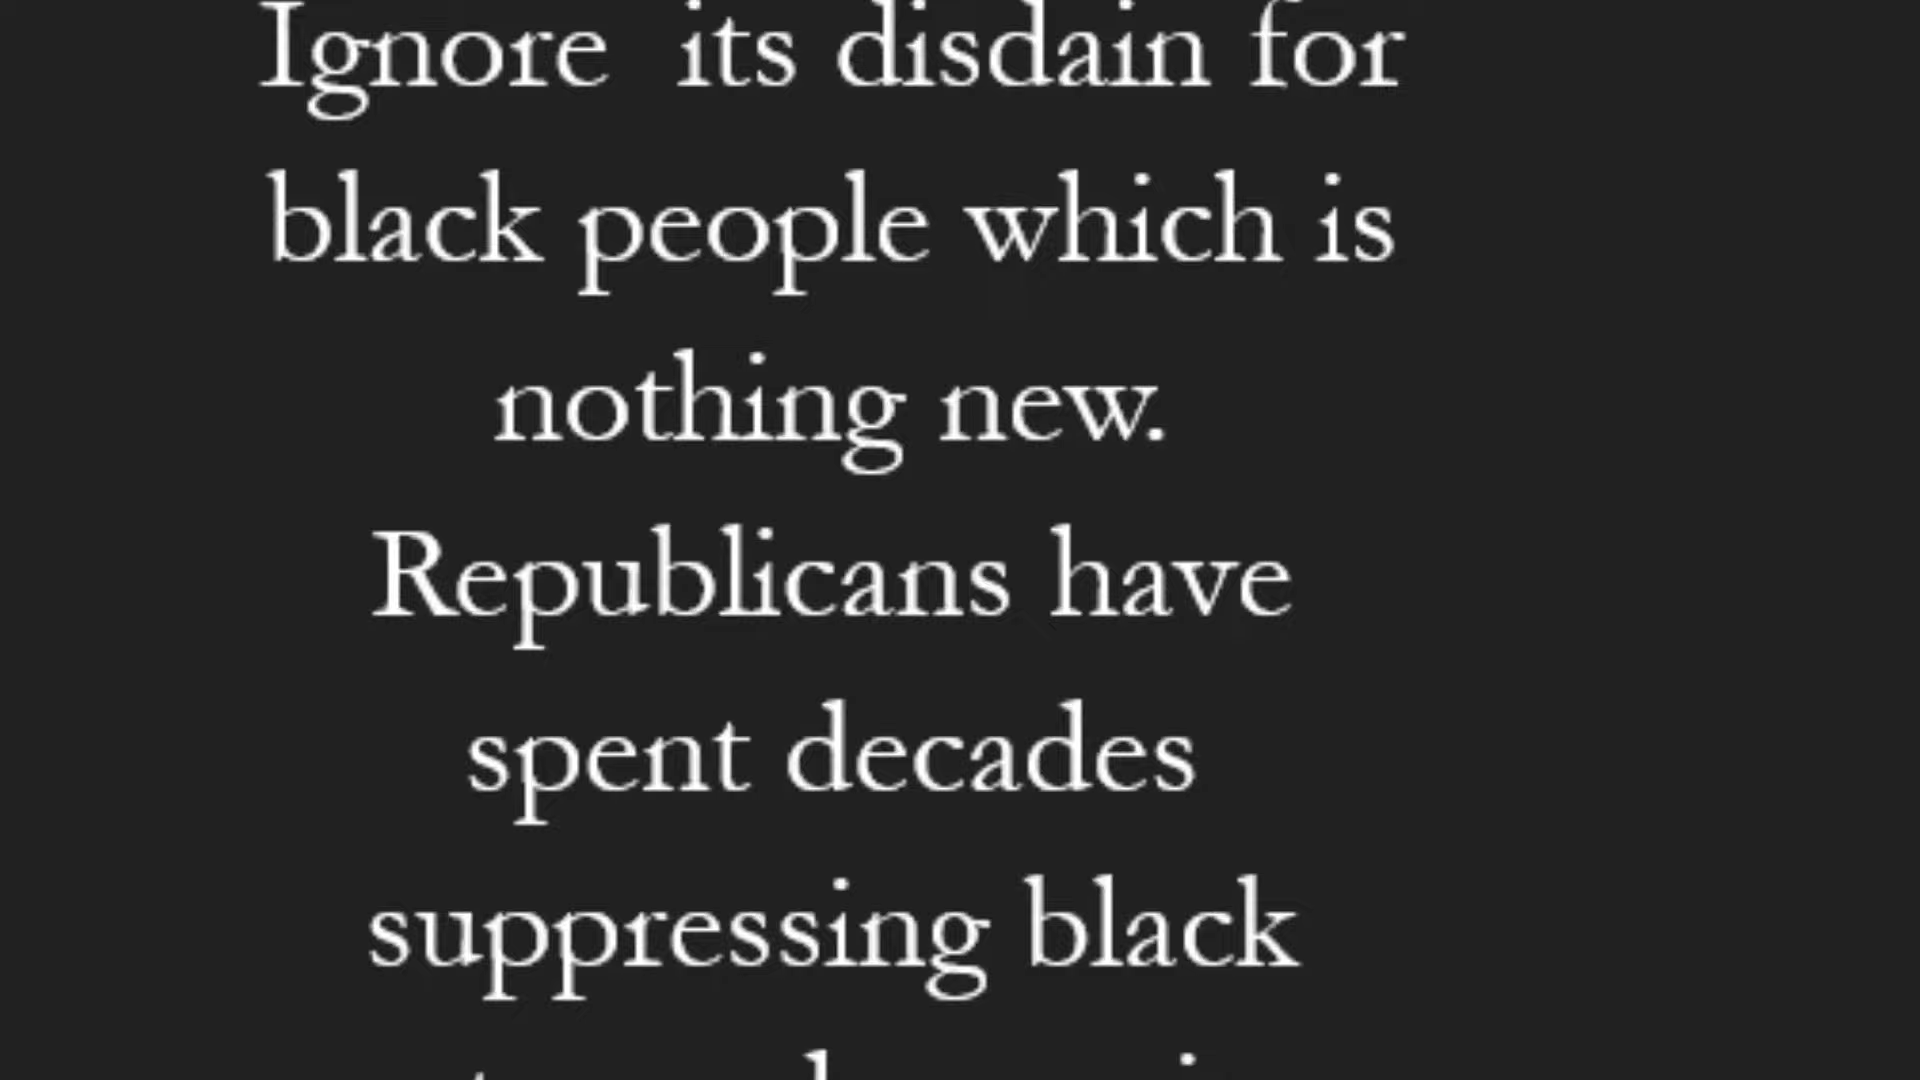 Ignore  its disdain for
black people which is
nothing new.
Republicans have
spent decades
suppressing black